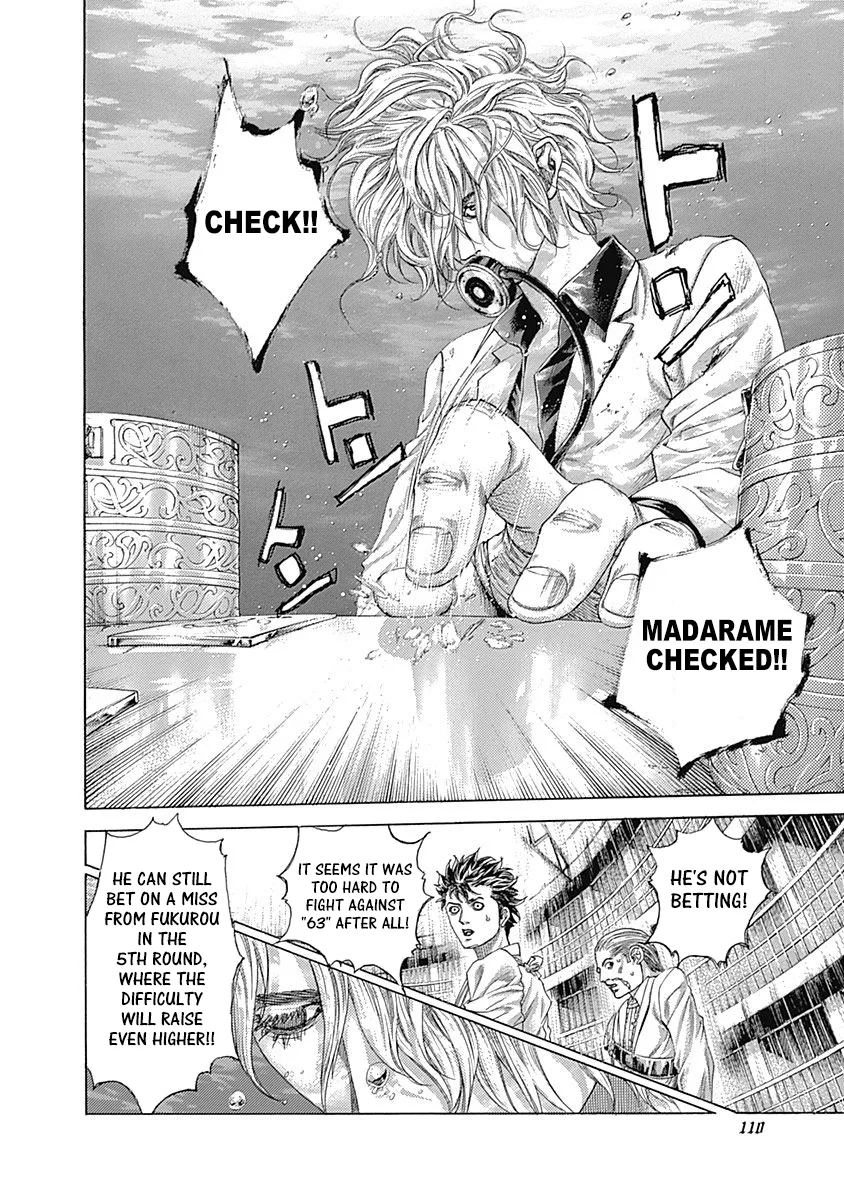 CHECK!!
トン
トン
MADARAME
CHECKED!!
HE'S NOT
BETTING!
IT SEEMS IT WAS
TOO HARD TO
FIGHT AGAINST
"63" AFTER ALL!
HE CAN STILL
BET ON A MISS
FROM FUKUROU
IN THE
5TH ROUND,
WHERE THE
DIFFICULTY
WILL RAISE
EVEN HIGHER!!
110